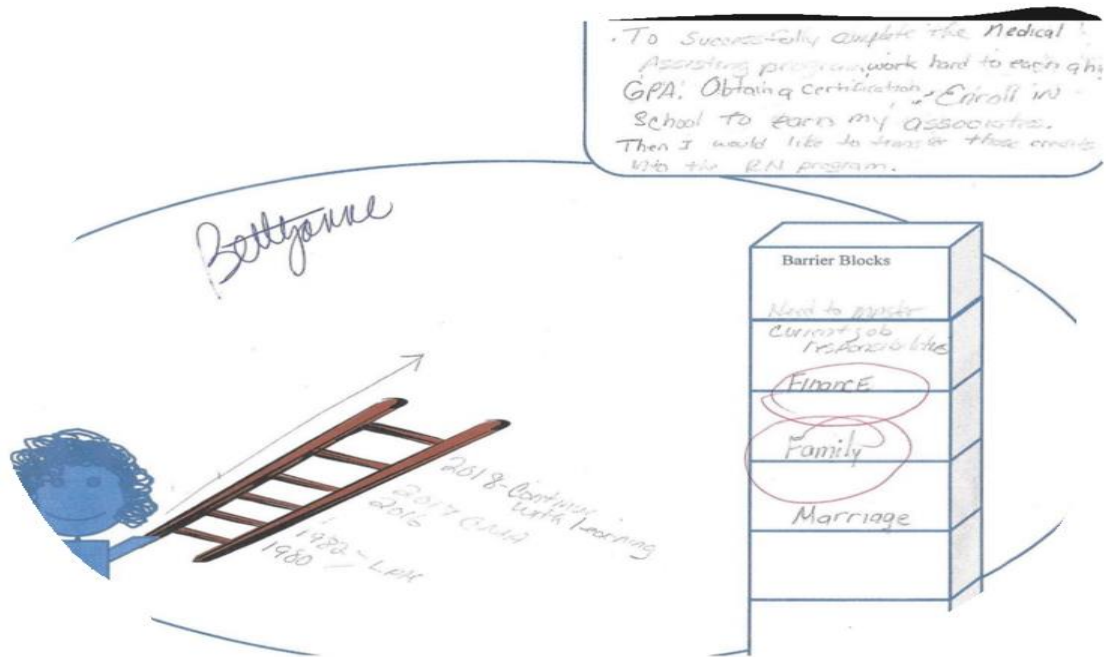 . To Successfully complete the Medical
Assisting program, work hard to earn a
GPA. Obtaining Certification, Enroll in
School to earn my associates.
Then I would like to transfer those credits
into the RN program.
Bettyanne
Barrier Blocks
Need to master
current job
responsibilities
Finance
Family
Marriage
2018-Continue
with Learning
2017 CMA
2016
1982 - LPN
1980